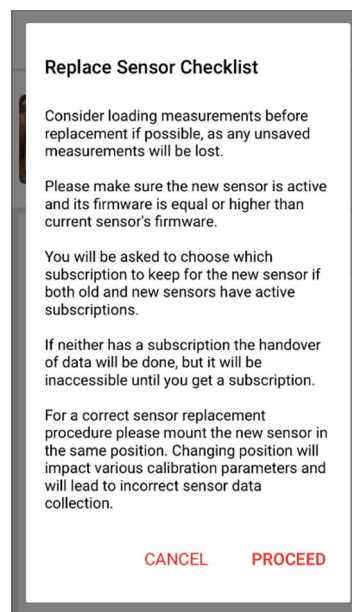 Replace Sensor Checklist
Consider loading measurements before
replacement if possible, as any unsaved
measurements will be lost.
Please make sure the new sensor is active
and its firmware is equal or higher than
current sensor's firmware.
You will be asked to choose which
subscription to keep for the new sensor if
both old and new sensors have active
subscriptions.
If neither has a subscription the handover
of data will be done, but it will be
inaccessible until you get a subscription.
For a correct sensor replacement
procedure please mount the new sensor in
the same position. Changing position will
impact various calibration parameters and
will lead to incorrect sensor data
collection.
CANCEL PROCEED